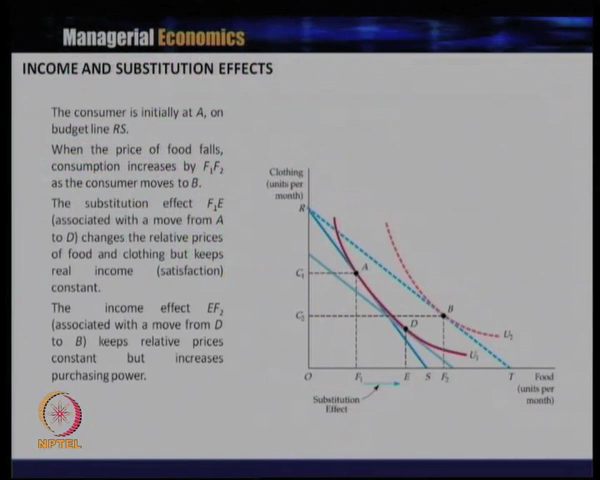 Managerial Economics
INCOME AND SUBSTITUTION EFFECTS
The consumer is initially at A, on
budget line RS.
When the price of food falls,
consumption increases by F₁F₂
as the consumer moves to B.
The substitution effect F₁E
(associated with a move from A
to D) changes the relative prices
of food and clothing but keeps
real income (satisfaction)
constant.
The income effect EF₂
(associated with a move from D
to B) keeps relative prices
constant but increases
purchasing power.
Clothing
(units per
month)
R
C₁
A
C₂
B
D
U₂
U₁
O
F₁
E
S
F₂
T
Food
(units per
month)
Substitution
Effect
NPTEL